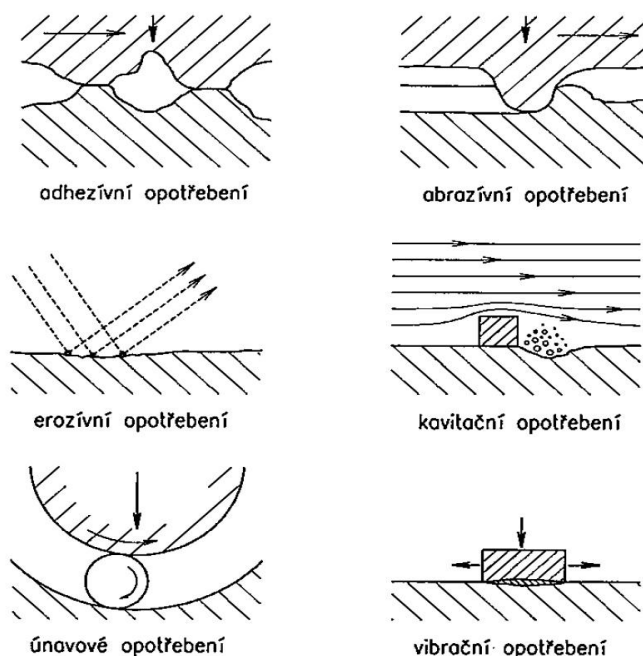 adhezívní opotřebení
abrazívní opotřebení
erozívní opotřebení
kavitační opotřebení
únavové opotřebení
vibrační opotřebení